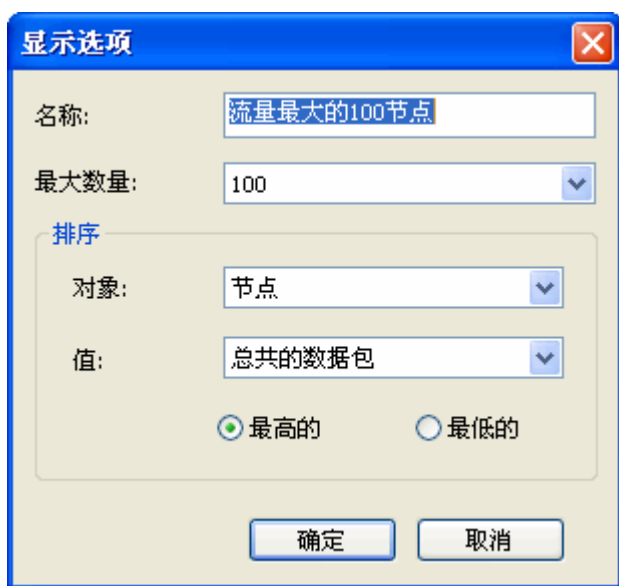 显示选项
名称:
流量最大的100节点
最大数量:
100
排序
对象:
节点
值:
总共的数据包
最高的
最低的
确定
取消